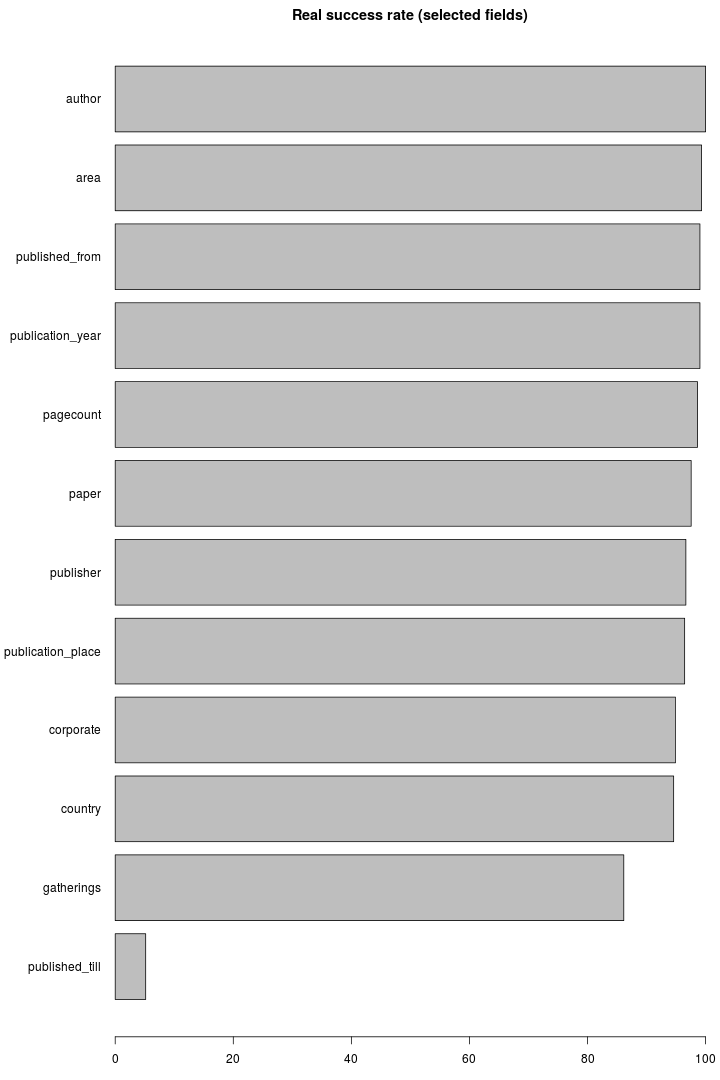 Real success rate (selected fields)
author
area
published_from
publication_year
pagecount
paper
publisher
publication_place
corporate
country
gatherings
published_till
0 20 40 60 80 100